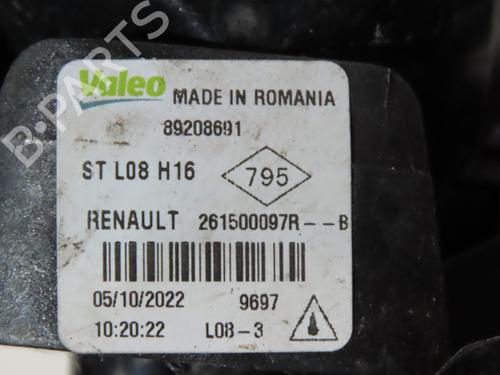 Valeo MADE IN ROMANIA
89208691
ST L08 H16 795
RENAULT 261500097R--B
05/10/2022 9697
10:20:22 L08-3
B-PARTS